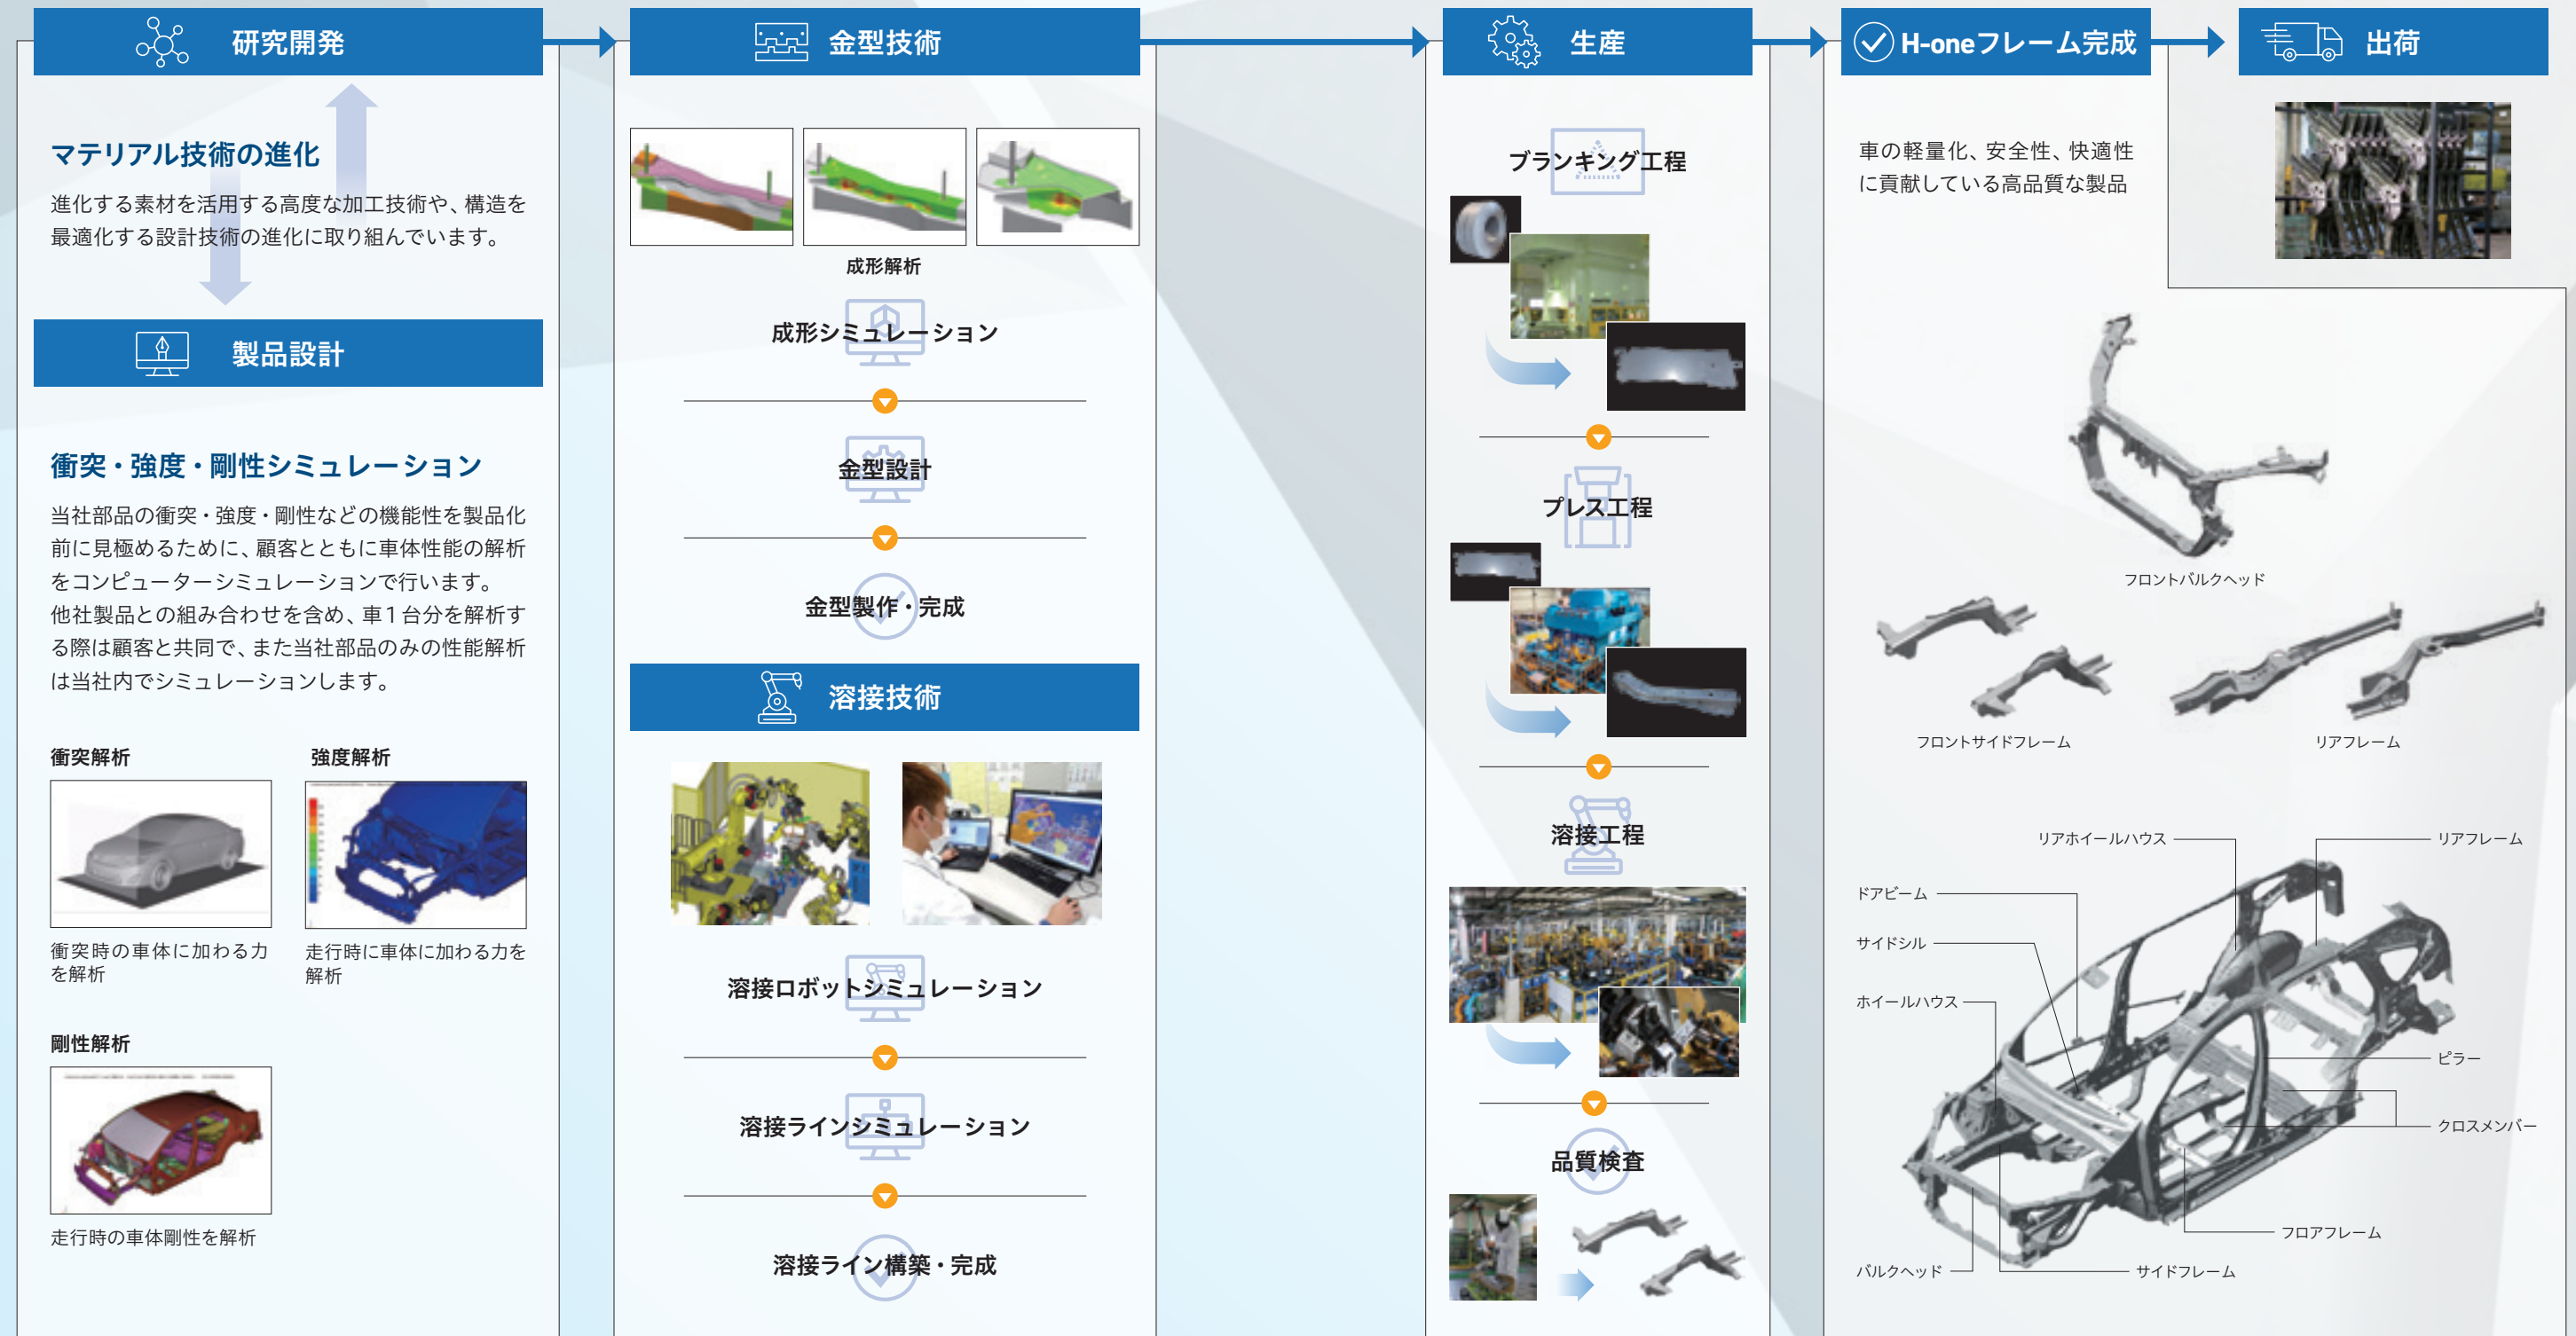 研究開発
マテリアル技術の進化
進化する素材を活用する高度な加工技術や、構造を
最適化する設計技術の進化に取り組んでいます。
製品設計
衝突・強度・剛性シミュレーション
当社部品の衝突・強度・剛性などの機能性を製品化
前に見極めるために、顧客とともに車体性能の解析
をコンピューターシミュレーションで行います。
他社製品との組み合わせを含め、車1台分を解析す
る際は顧客と共同で、また当社部品のみの性能解析
は当社内でシミュレーションします。
衝突解析
衝突時の車体に加わる力
を解析
強度解析
走行時に車体に加わる力を
解析
剛性解析
走行時の車体剛性を解析
金型技術
成形解析
成形シミュレーション
金型設計
金型製作・完成
溶接技術
溶接ロボットシミュレーション
溶接ラインシミュレーション
溶接ライン構築・完成
生産
ブランキング工程
プレス工程
溶接工程
品質検査
H-oneフレーム完成
車の軽量化、安全性、快適性
に貢献している高品質な製品
フロントバルクヘッド
フロントサイドフレーム
リアフレーム
リアホイールハウス
リアフレーム
ドアビーム
サイドシル
ホイールハウス
ピラー
クロスメンバー
フロアフレーム
バルクヘッド
サイドフレーム
出荷